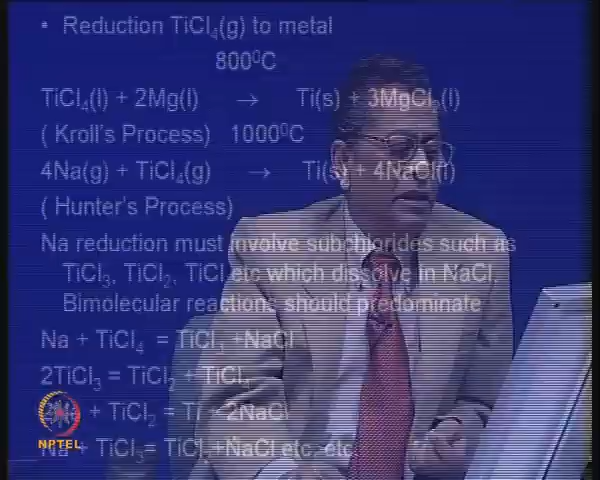 • Reduction TiCl₄(g) to metal
800⁰C
TiCl₄(l) + 2Mg(l) → Ti(s) + 3MgCl₂(l)
( Kroll's Process) 1000⁰C
4Na(g) + TiCl₄(g) → Ti(s) + 4NaCl(l)
( Hunter's Process)
Na reduction must involve subchlorides such as
TiCl₃, TiCl₂, TiCl etc which dissolve in NaCl
Bimolecular reactions should predominate
Na + TiCl₄ = TiCl₃ +NaCl
2TiCl₃ = TiCl₂ + TiCl₄
+ TiCl₂ = Ti + 2NaCl
Na + TiCl₃= TiCl₂+NaCl etc. etc.
NPTEL